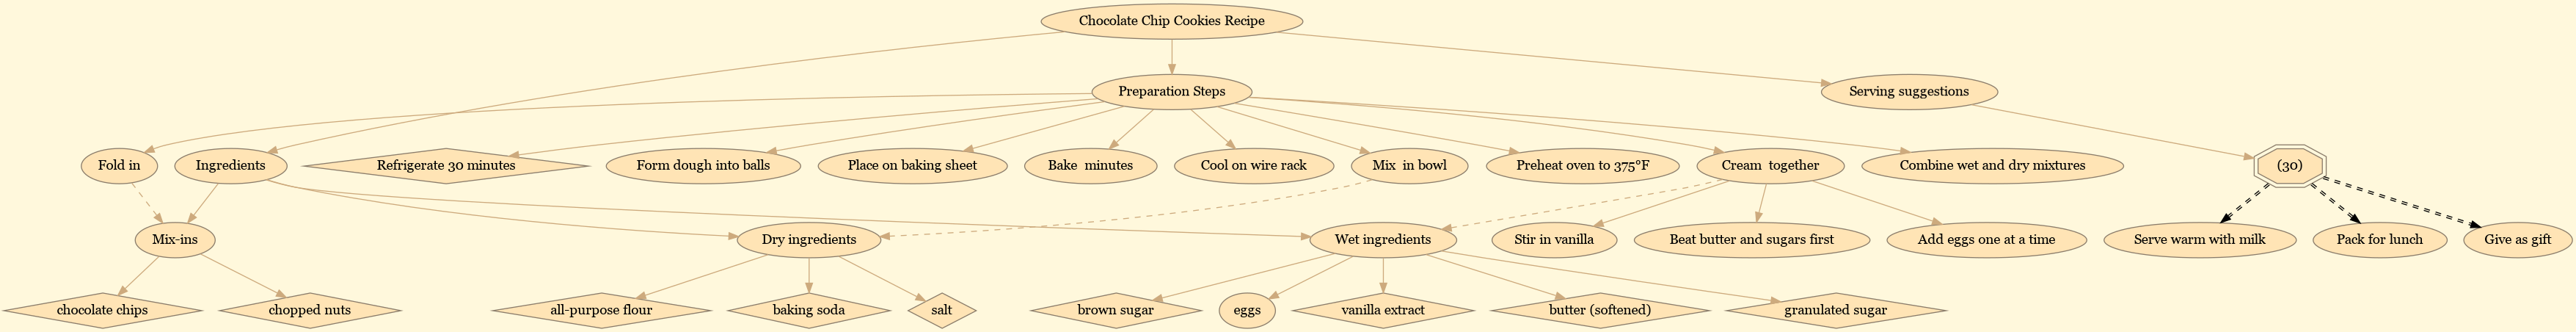 Chocolate Chip Cookies Recipe
Preparation Steps
Serving suggestions
Fold in
Ingredients
Refrigerate 30 minutes
Form dough into balls
Place on baking sheet
Bake  minutes
Cool on wire rack
Mix  in bowl
Preheat oven to 375°F
Cream  together
Combine wet and dry mixtures
(30)
Mix-ins
Dry ingredients
Wet ingredients
Stir in vanilla
Beat butter and sugars first
Add eggs one at a time
Serve warm with milk
Pack for lunch
Give as gift
chocolate chips
chopped nuts
all-purpose flour
baking soda
salt
brown sugar
eggs
vanilla extract
butter (softened)
granulated sugar